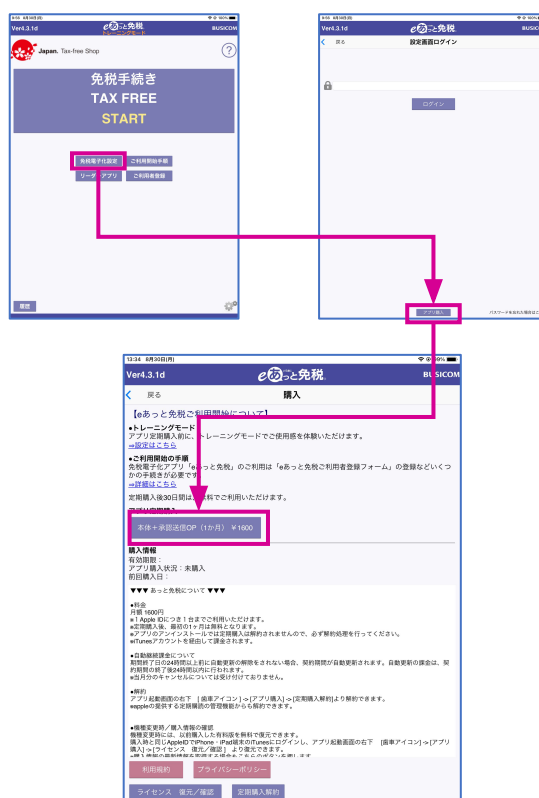 8:56 8月30日(月)
100%
Ver4.3.1d
eあっと免税
トレーニングモード
BUSICOM
Japan. Tax-free Shop
?
免税手続き
TAX FREE
START
免税電子化設定
ご利用開始手順
リーダーアプリ
ご利用者登録
履歴
8:56 8月30日(月)
100%
Ver4.3.1d
eあっと免税
BUSICOM
戻る
設定画面ログイン
ログイン
アプリ購入
パスワードを忘れた場合はこ
13:34 8月30日(月)
99%
Ver4.3.1d
eあっと免税
BUSICOM
戻る
購入
【eあっと免税ご利用開始について】
●トレーニングモード
アプリ定期購入前に、トレーニングモードでご使用感を体験いただけます。
⇒設定はこちら
●ご利用開始の手順
免税電子化アプリ「eあっと免税」のご利用は「eあっと免税ご利用者登録フォーム」の登録などいくつ
かの手続きが必要です。
⇒詳細はこちら
定期購入後30日間は無料でご利用いただけます。
アプリ定期購入
本体+承認送信OP(1か月) ¥1600
購入情報
有効期限:
アプリ購入状況:未購入
前回購入日:
▼▼▼ あっと免税について ▼▼▼
●料金
月額 1600円
※1 Apple IDにつき1台までご利用いただけます。
※定期購入後、最初の1ヶ月は無料となります。
※アプリのアンインストールでは定期購入は解約されませんので、必ず解約処理を行ってください。
※iTunesアカウントを経由して課金されます。
●自動継続課金について
期間終了日の24時間以上前に自動更新の解除をされない場合、契約期間が自動更新されます。自動更新の課金は、契
約期間の終了後24時間以内に行われます。
※当月分のキャンセルについては受け付けておりません。
●解約
アプリ起動画面の右下 [ 歯車アイコン ] -> [アプリ購入] -> [定期購入解約]より解約できます。
※appleの提供する定期購読の管理機能からも解約できます。
●機種変更時/購入情報の確認
機種変更時には、以前購入した有料版を無料で復元できます。
購入時と同じAppleIDでiPhone・iPad端末のiTunesにログインし、アプリ起動画面の右下 [歯車アイコン] -> [アプリ
購入] -> [ライセンス 復元/確認 ] より復元できます。
利用規約
プライバシーポリシー
ライセンス 復元/確認
定期購入解約